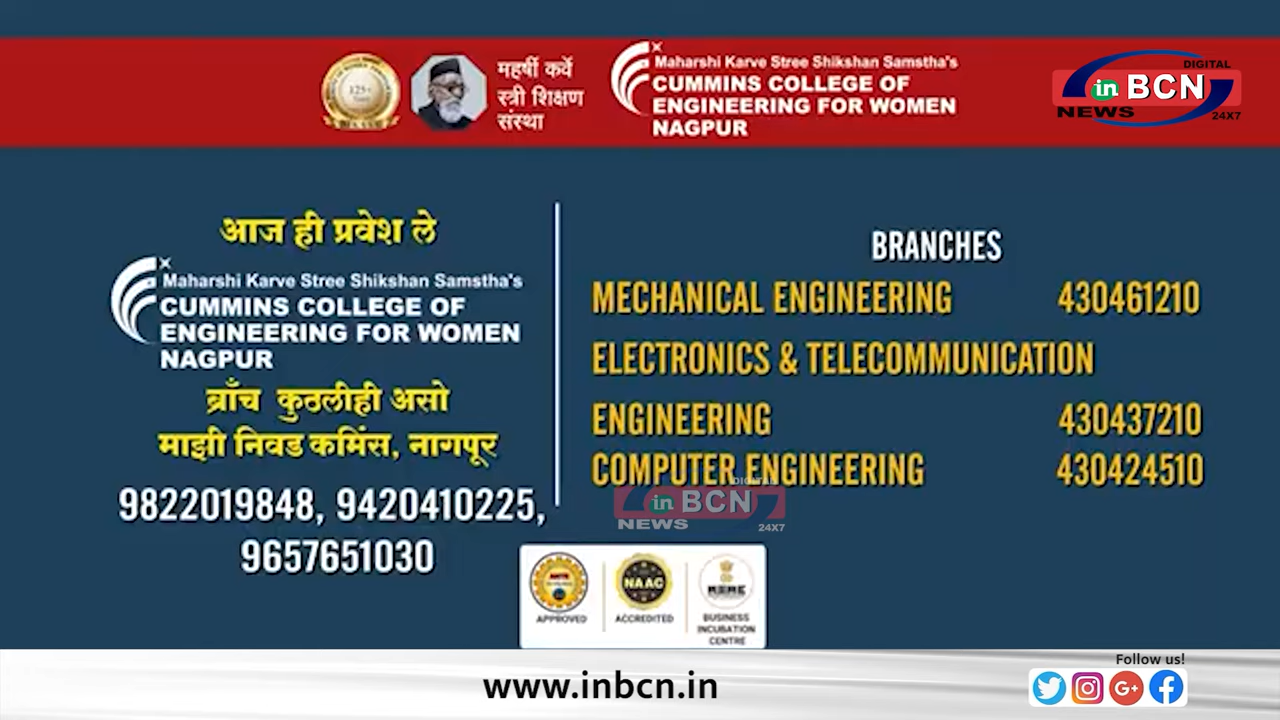 125+
महर्षी कर्वे
स्त्री शिक्षण
संस्था
Maharshi Karve Stree Shikshan Samstha's
CUMMINS COLLEGE OF
ENGINEERING FOR WOMEN
NAGPUR
DIGITAL
in BCN
NEWS
24X7
आज ही प्रवेश ले
Maharshi Karve Stree Shikshan Samstha's
CUMMINS COLLEGE OF
ENGINEERING FOR WOMEN
NAGPUR
ब्राँच कुठलीही असो
माझी निवड कमिंस, नागपूर
9822019848, 9420410225,
9657651030
BRANCHES
MECHANICAL ENGINEERING 430461210
ELECTRONICS & TELECOMMUNICATION
ENGINEERING 430437210
COMPUTER ENGINEERING 430424510
DIGITAL
in BCN
NEWS
24X7
APPROVED
NAAC
ACCREDITED
BUSINESS
INCUBATION
CENTRE
www.inbcn.in
Follow us!